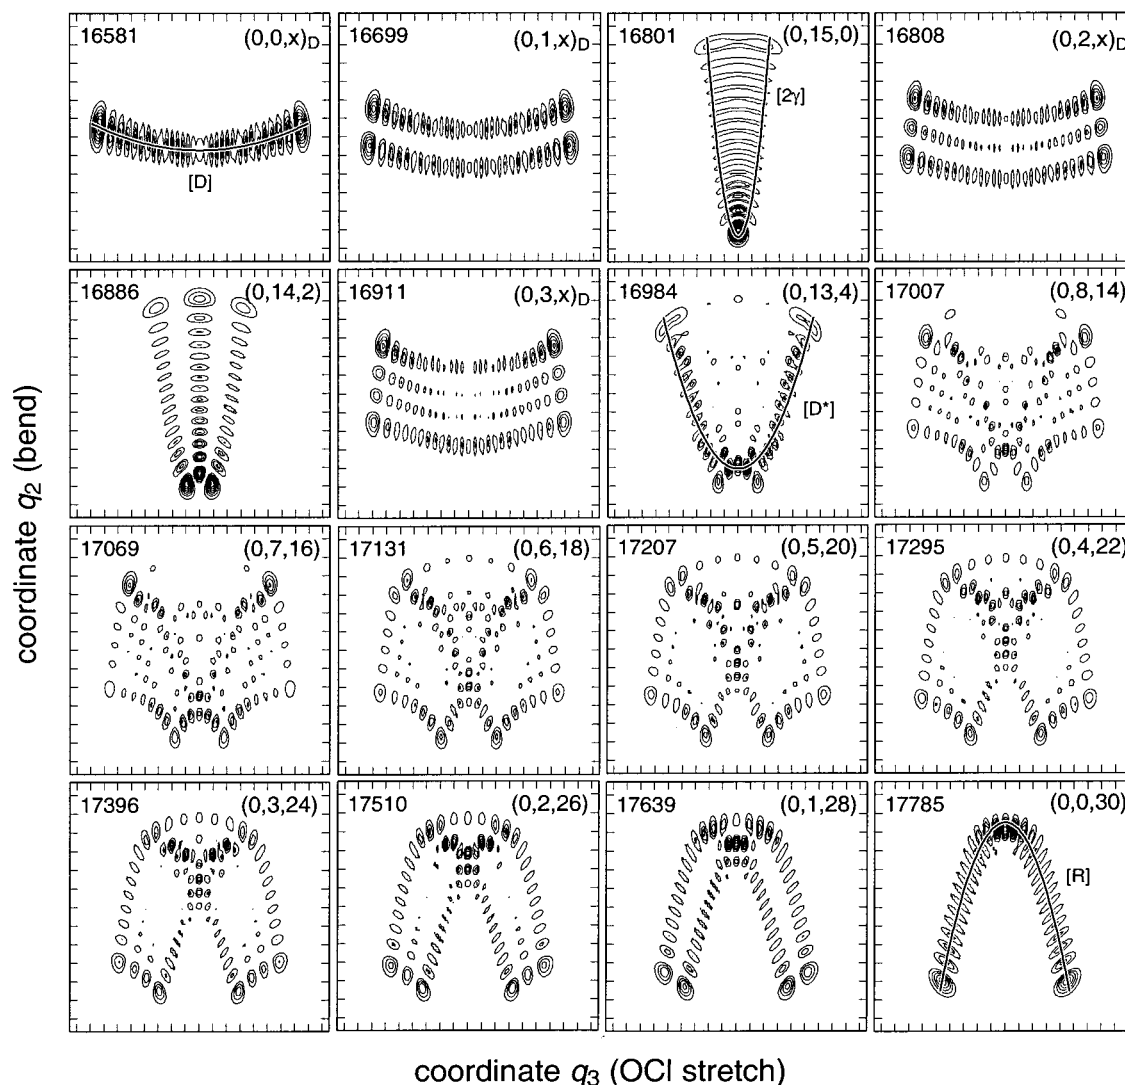 16581 (0,0,x)D
[D]
16699 (0,1,x)D
16801 (0,15,0)
[2γ]
16808 (0,2,x)D
16886 (0,14,2)
16911 (0,3,x)D
16984 (0,13,4)
[D*]
17007 (0,8,14)
17069 (0,7,16)
17131 (0,6,18)
17207 (0,5,20)
17295 (0,4,22)
17396 (0,3,24)
17510 (0,2,26)
17639 (0,1,28)
17785 (0,0,30)
[R]
coordinate q2 (bend)
coordinate q3 (OCl stretch)